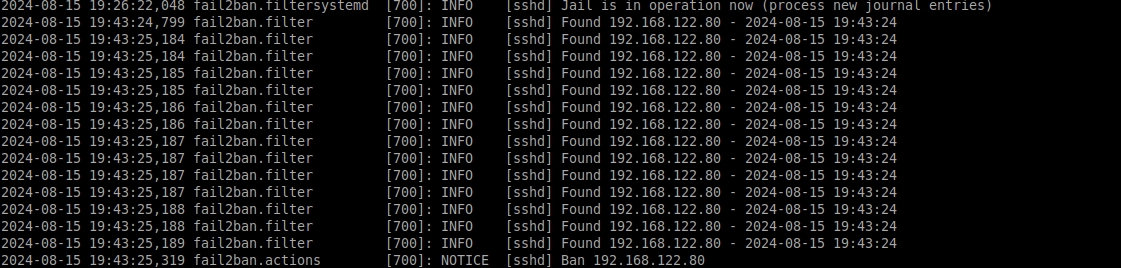 2024-08-15 19:26:22,048 fail2ban.filtersystemd [700]: INFO [sshd] Jail is in operation now (process new journal entries)
2024-08-15 19:43:24,799 fail2ban.filter [700]: INFO [sshd] Found 192.168.122.80 - 2024-08-15 19:43:24
2024-08-15 19:43:25,184 fail2ban.filter [700]: INFO [sshd] Found 192.168.122.80 - 2024-08-15 19:43:24
2024-08-15 19:43:25,184 fail2ban.filter [700]: INFO [sshd] Found 192.168.122.80 - 2024-08-15 19:43:24
2024-08-15 19:43:25,185 fail2ban.filter [700]: INFO [sshd] Found 192.168.122.80 - 2024-08-15 19:43:24
2024-08-15 19:43:25,185 fail2ban.filter [700]: INFO [sshd] Found 192.168.122.80 - 2024-08-15 19:43:24
2024-08-15 19:43:25,186 fail2ban.filter [700]: INFO [sshd] Found 192.168.122.80 - 2024-08-15 19:43:24
2024-08-15 19:43:25,186 fail2ban.filter [700]: INFO [sshd] Found 192.168.122.80 - 2024-08-15 19:43:24
2024-08-15 19:43:25,187 fail2ban.filter [700]: INFO [sshd] Found 192.168.122.80 - 2024-08-15 19:43:24
2024-08-15 19:43:25,187 fail2ban.filter [700]: INFO [sshd] Found 192.168.122.80 - 2024-08-15 19:43:24
2024-08-15 19:43:25,187 fail2ban.filter [700]: INFO [sshd] Found 192.168.122.80 - 2024-08-15 19:43:24
2024-08-15 19:43:25,187 fail2ban.filter [700]: INFO [sshd] Found 192.168.122.80 - 2024-08-15 19:43:24
2024-08-15 19:43:25,188 fail2ban.filter [700]: INFO [sshd] Found 192.168.122.80 - 2024-08-15 19:43:24
2024-08-15 19:43:25,188 fail2ban.filter [700]: INFO [sshd] Found 192.168.122.80 - 2024-08-15 19:43:24
2024-08-15 19:43:25,189 fail2ban.filter [700]: INFO [sshd] Found 192.168.122.80 - 2024-08-15 19:43:24
2024-08-15 19:43:25,319 fail2ban.actions [700]: NOTICE [sshd] Ban 192.168.122.80